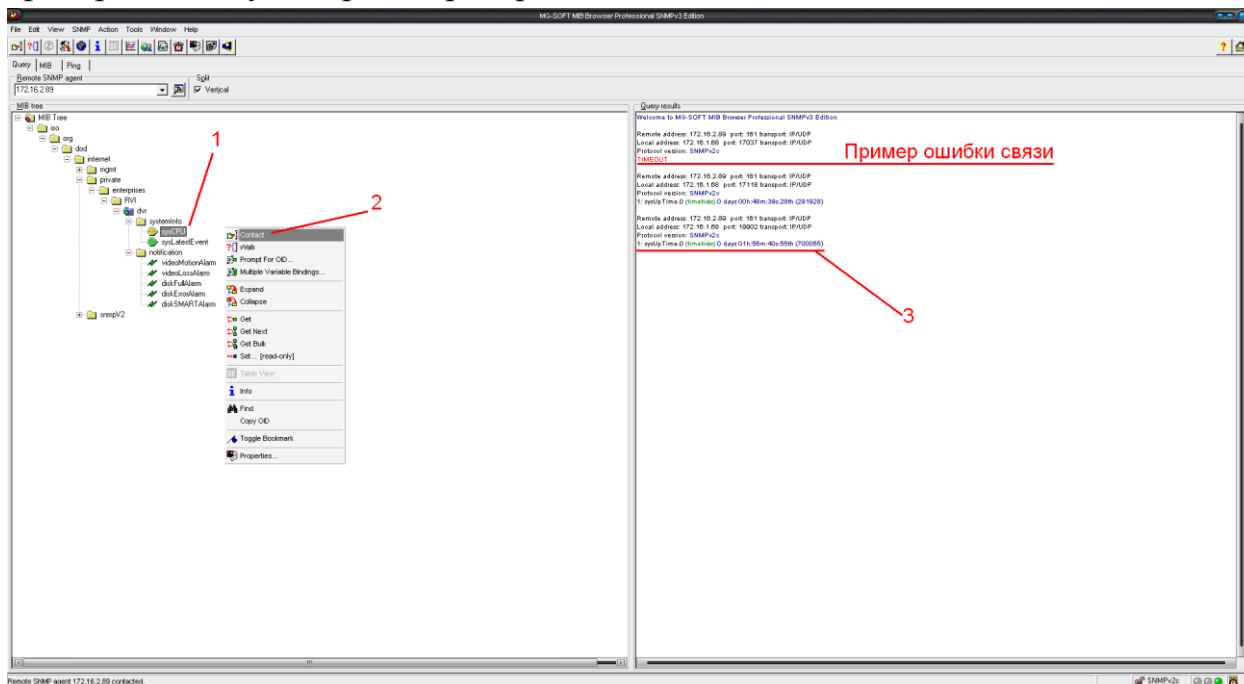 MG-SOFT MIB Browser Professional SNMPv3 Edition
File Edit View SNMP Action Tools Window Help
Query MIB Ping
Remote SNMP agent
Split
172.16.2.89
Vertical
MIB tree
MIB Tree
iso
org
dod
internet
mgmt
private
enterprises
RVI
dvr
systemInfo
sysCPU
sysLatestEvent
notification
videoMotionAlarm
videoLossAlarm
diskFullAlarm
diskErrorAlarm
diskSMARTAlarm
snmpV2
1
2
Contact
Walk
Prompt For OID...
Multiple Variable Bindings...
Expand
Collapse
Get
Get Next
Get Bulk
Set... [read-only]
Table View
Info
Find
Copy OID
Toggle Bookmark
Properties...
Query results
Welcome to MG-SOFT MIB Browser Professional SNMPv3 Edition
Remote address: 172.16.2.89 port: 161 transport: IP/UDP
Local address: 172.16.1.68 port: 17037 transport: IP/UDP
Protocol version: SNMPv2c
TIMEOUT
Пример ошибки связи
Remote address: 172.16.2.89 port: 161 transport: IP/UDP
Local address: 172.16.1.68 port: 17118 transport: IP/UDP
Protocol version: SNMPv2c
1: sysUpTime.0 (timeticks) 0 days 00h:48m:39s.28th (291928)
Remote address: 172.16.2.89 port: 161 transport: IP/UDP
Local address: 172.16.1.68 port: 19902 transport: IP/UDP
Protocol version: SNMPv2c
1: sysUpTime.0 (timeticks) 0 days 01h:56m:40s.55th (700055)
3
Remote SNMP agent 172.16.2.89 contacted.
SNMPv2c